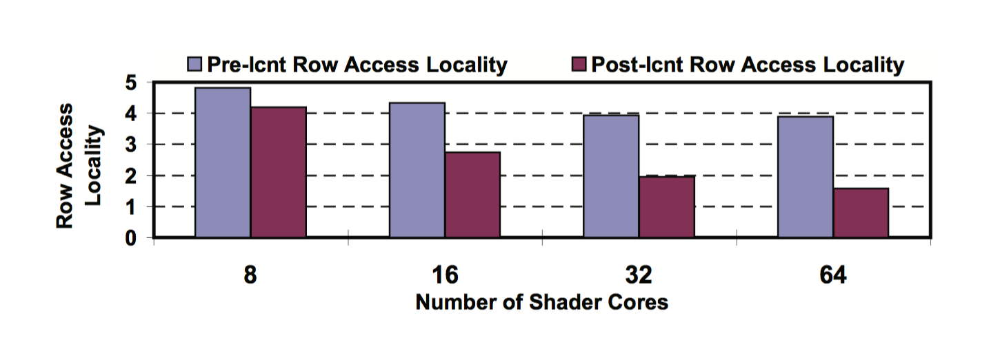 Pre-Icnt Row Access Locality Post-Icnt Row Access Locality
5
4
3
2
1
0
Row Access
Locality
8 16 32 64
Number of Shader Cores